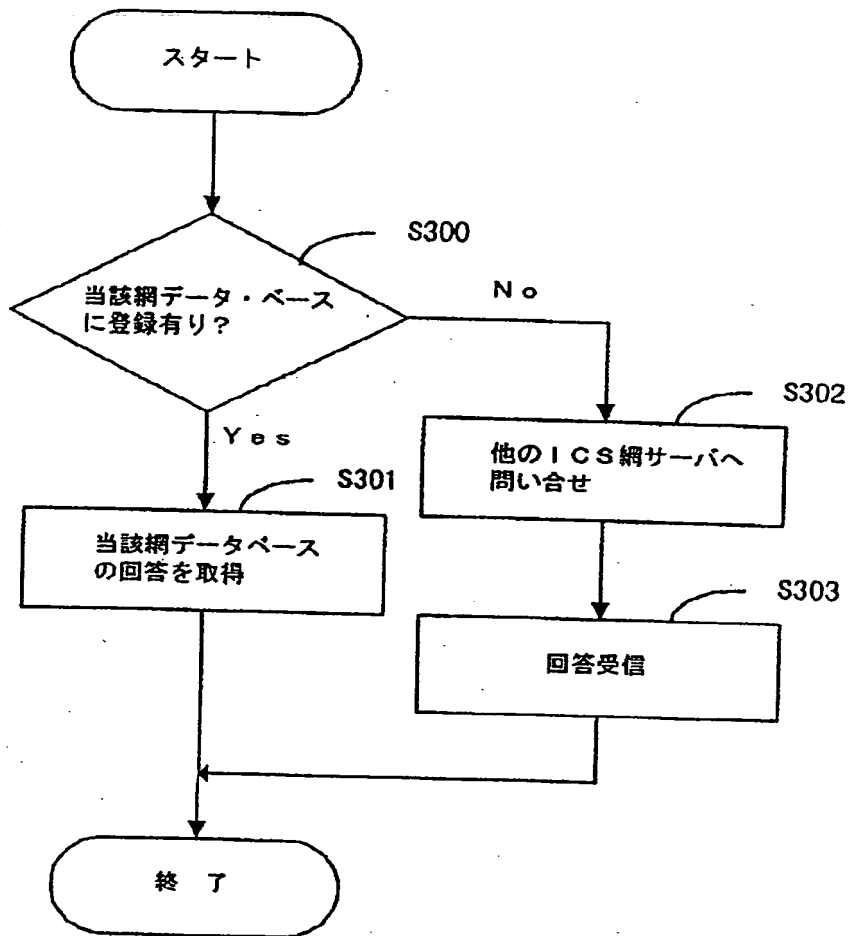 スタート
S300
当該網データ・ベース
に登録有り？
No
Yes
S301
当該網データベース
の回答を取得
S302
他のICS網サーバへ
問い合せ
S303
回答受信
終 了